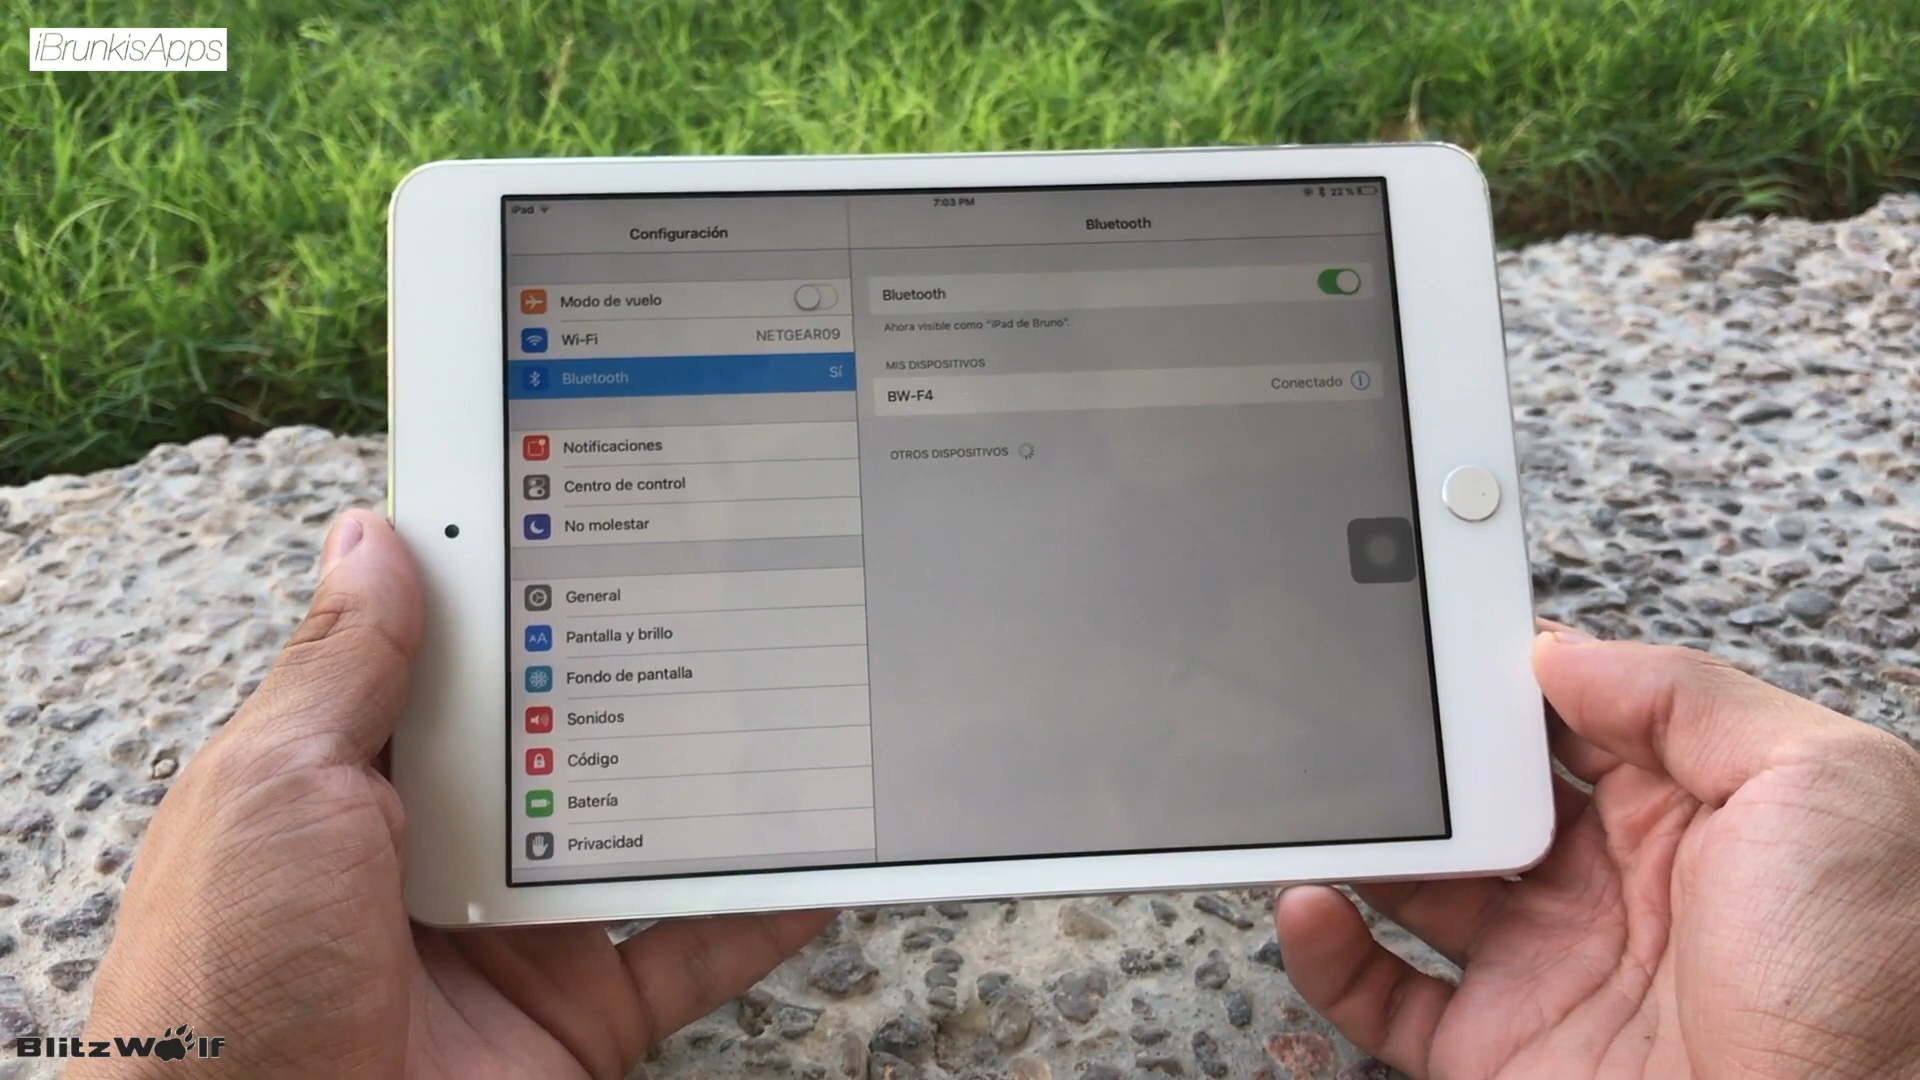 iBrunkisApps
iPad
7:03 PM
22 %
Configuración
Bluetooth
Modo de vuelo
Wi-Fi NETGEAR09
Bluetooth Sí
Notificaciones
Centro de control
No molestar
General
AA Pantalla y brillo
Fondo de pantalla
Sonidos
Código
Batería
Privacidad
Bluetooth
Ahora visible como “iPad de Bruno”.
MIS DISPOSITIVOS
BW-F4 Conectado i
OTROS DISPOSITIVOS
BlitzWolf